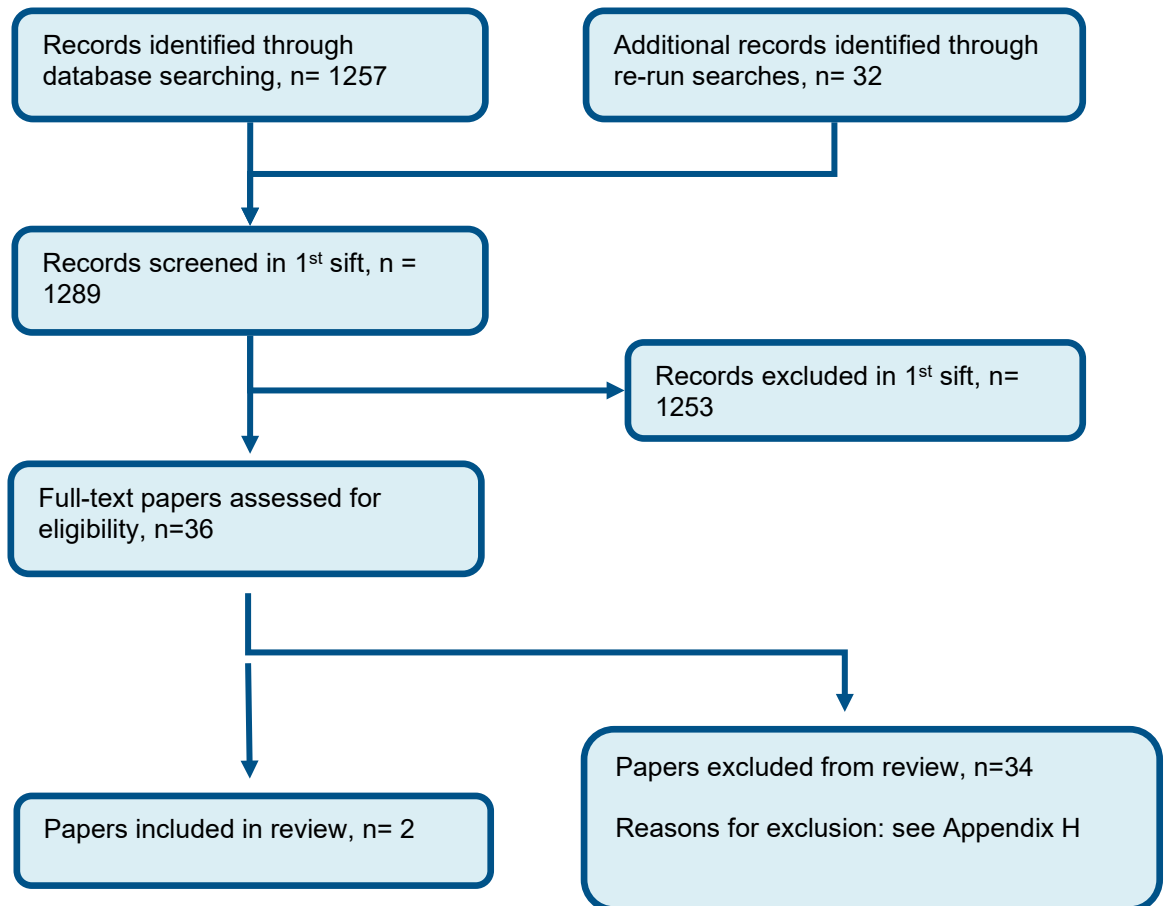 Records identified through
database searching, n= 1257
Additional records identified through
re-run searches, n= 32
Records screened in 1st sift, n =
1289
Records excluded in 1st sift, n=
1253
Full-text papers assessed for
eligibility, n=36
Papers included in review, n= 2
Papers excluded from review, n=34
Reasons for exclusion: see Appendix H